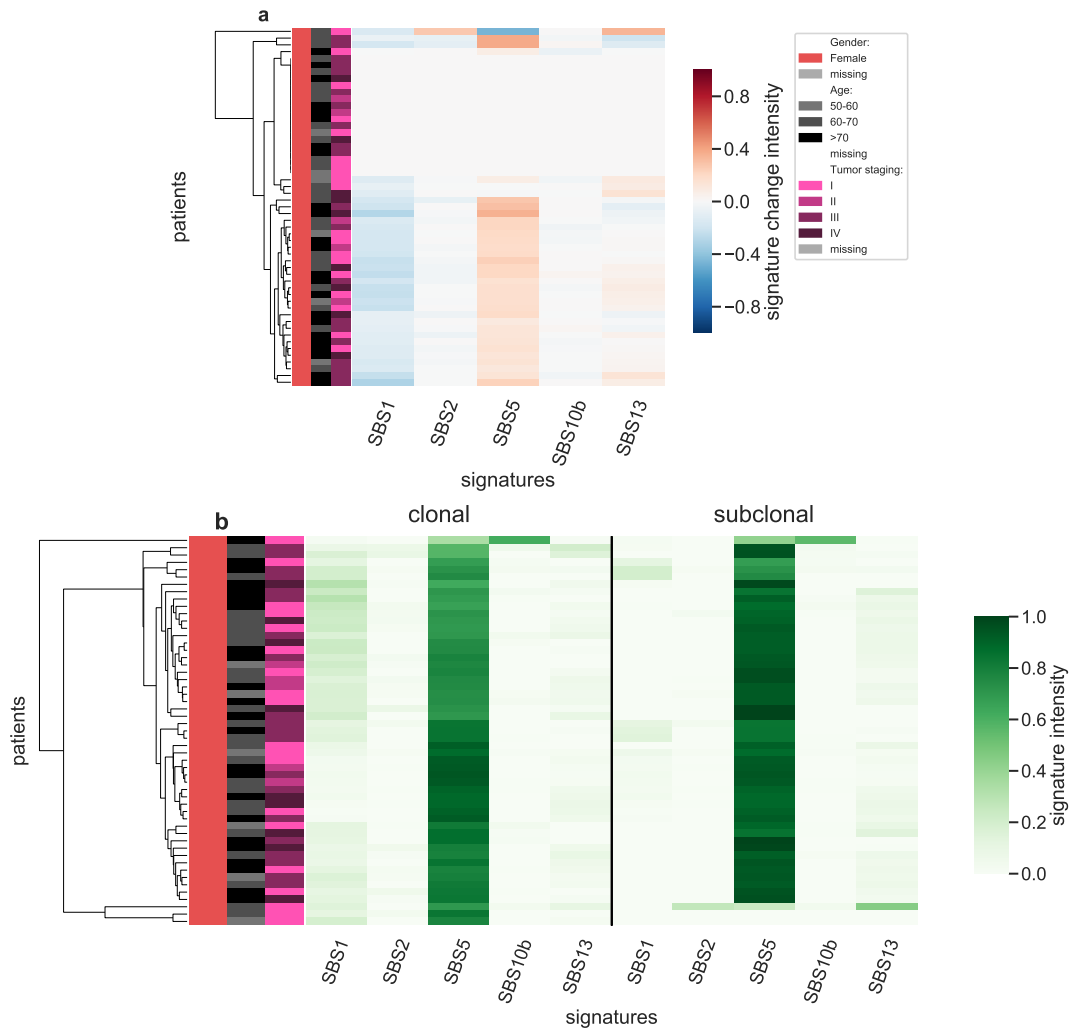 a
patients
SBS1
SBS2
SBS5
SBS10b
SBS13
signatures
0.8
0.4
0.0
−0.4
−0.8
signature change intensity
Gender:
Female
missing
Age:
50-60
60-70
>70
missing
Tumor staging:
I
II
III
IV
missing
b
clonal
subclonal
patients
SBS1
SBS2
SBS5
SBS10b
SBS13
SBS1
SBS2
SBS5
SBS10b
SBS13
signatures
1.0
0.8
0.6
0.4
0.2
0.0
signature intensity